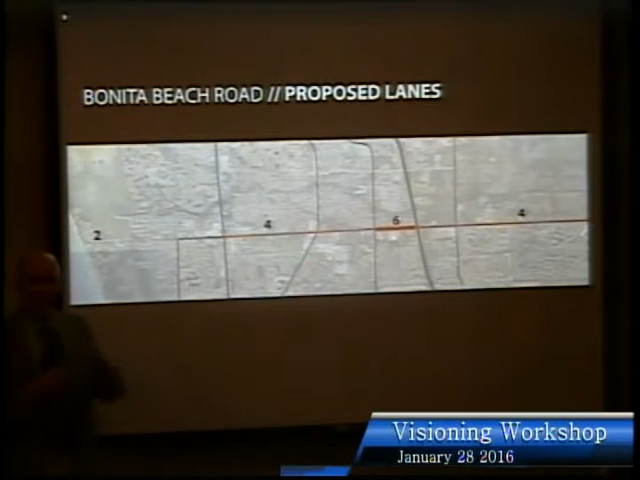 BONITA BEACH ROAD // PROPOSED LANES
2
4
6
4
Visioning Workshop
January 28 2016